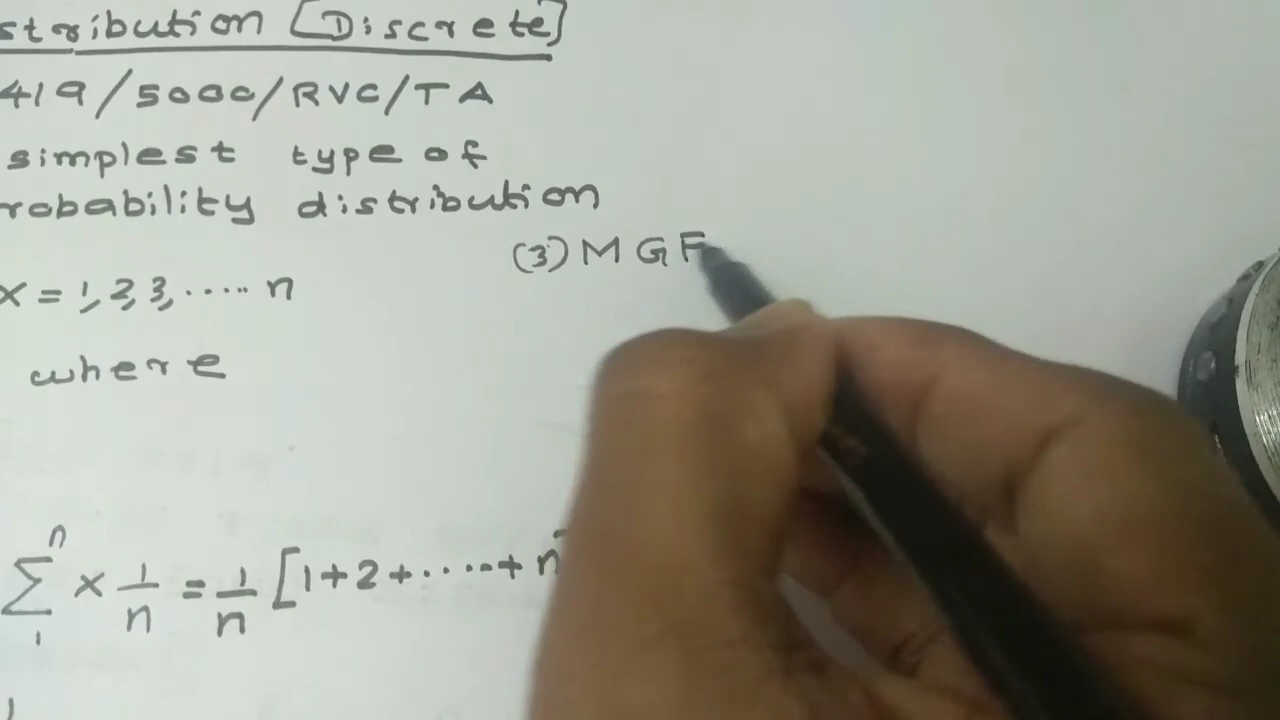 stribution [Discrete]
419/5000/RVC/TA
simplest type of
robability distribution
(3) M G F
x = 1, 2, 3, ..... n
where
n
∑ x 1/n = 1/n [1+2+.....+ n
1